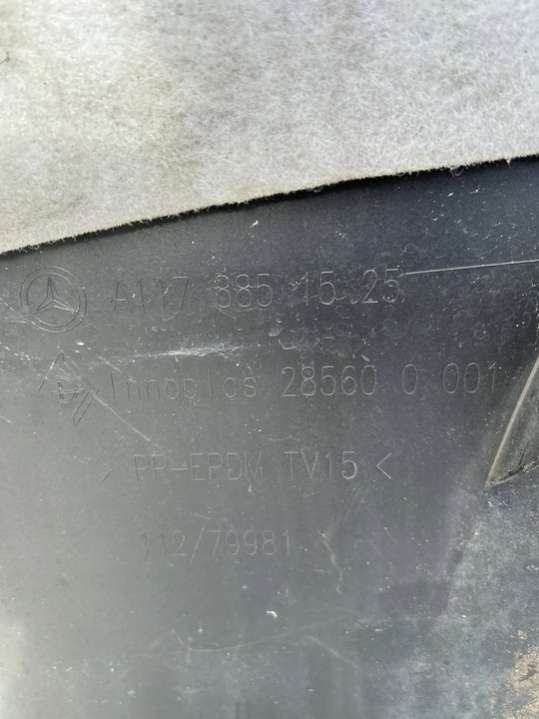 A117 885 15 25
Innoplas 28560 0 001
> PP-EPDM TV15 <
112/79981